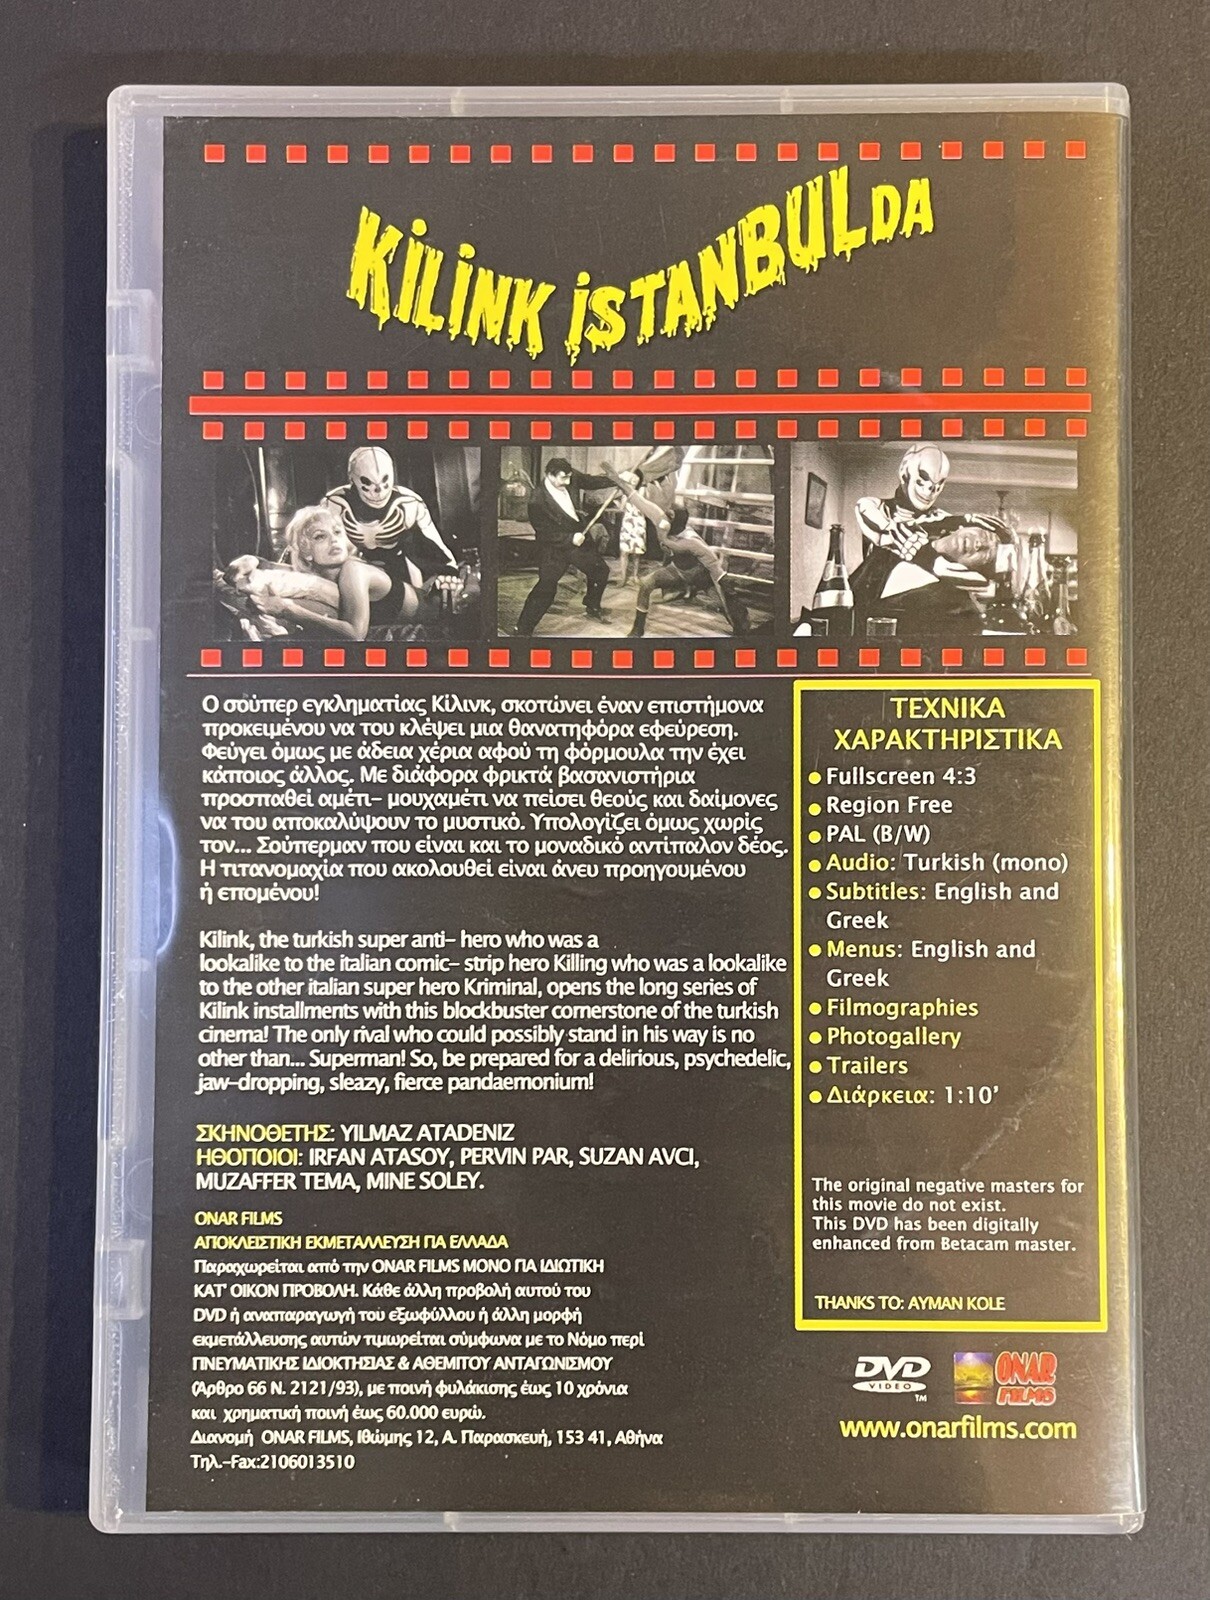 KİLİNK İSTANBULDA
Ο σούπερ εγκληματίας Κίλινκ, σκοτώνει έναν επιστήμονα
προκειμένου να του κλέψει μια θανατηφόρα εφεύρεση.
Φεύγει όμως με άδεια χέρια αφού τη φόρμουλα την έχει
κάποιος άλλος. Με διάφορα φρικτά βασανιστήρια
προσπαθεί αμέτι– μουχαμέτι να πείσει θεούς και δαίμονες
να του αποκαλύψουν το μυστικό. Υπολογίζει όμως χωρίς
τον... Σούπερμαν που είναι και το μοναδικό αντίπαλον δέος.
Η τιτανομαχία που ακολουθεί είναι άνευ προηγουμένου
ή επομένου!
Kilink, the turkish super anti– hero who was a
lookalike to the italian comic– strip hero Killing who was a lookalike
to the other italian super hero Kriminal, opens the long series of
Kilink installments with this blockbuster cornerstone of the turkish
cinema! The only rival who could possibly stand in his way is no
other than... Superman! So, be prepared for a delirious, psychedelic,
jaw–dropping, sleazy, fierce pandaemonium!
ΣΚΗΝΟΘΕΤΗΣ: YILMAZ ATADENIZ
ΗΘΟΠΟΙΟΙ: IRFAN ATASOY, PERVIN PAR, SUZAN AVCI,
MUZAFFER TEMA, MINE SOLEY.
ONAR FILMS
ΑΠΟΚΛΕΙΣΤΙΚΗ ΕΚΜΕΤΑΛΛΕΥΣΗ ΓΙΑ ΕΛΛΑΔΑ
Παραχωρείται από την ONAR FILMS ΜΟΝΟ ΓΙΑ ΙΔΙΩΤΙΚΗ
ΚΑΤ' ΟΙΚΟΝ ΠΡΟΒΟΛΗ. Κάθε άλλη προβολή αυτού του
DVD ή αναπαραγωγή του εξωφύλλου ή άλλη μορφή
εκμετάλλευσης αυτών τιμωρείται σύμφωνα με το Νόμο περί
ΠΝΕΥΜΑΤΙΚΗΣ ΙΔΙΟΚΤΗΣΙΑΣ & ΑΘΕΜΙΤΟΥ ΑΝΤΑΓΩΝΙΣΜΟΥ
(Άρθρο 66 Ν. 2121/93), με ποινή φυλάκισης έως 10 χρόνια
και χρηματική ποινή έως 60.000 ευρώ.
Διανομή ONAR FILMS, Ιθώμης 12, Α. Παρασκευή, 153 41, Αθήνα
Τηλ.–Fax:2106013510
ΤΕΧΝΙΚΑ
ΧΑΡΑΚΤΗΡΙΣΤΙΚΑ
Fullscreen 4:3
Region Free
PAL (B/W)
Audio: Turkish (mono)
Subtitles: English and
Greek
Menus: English and
Greek
Filmographies
Photogallery
Trailers
Διάρκεια: 1:10'
The original negative masters for
this movie do not exist.
This DVD has been digitally
enhanced from Betacam master.
THANKS TO: AYMAN KOLE
DVD
VIDEO
TM
ONAR
FILMS
www.onarfilms.com